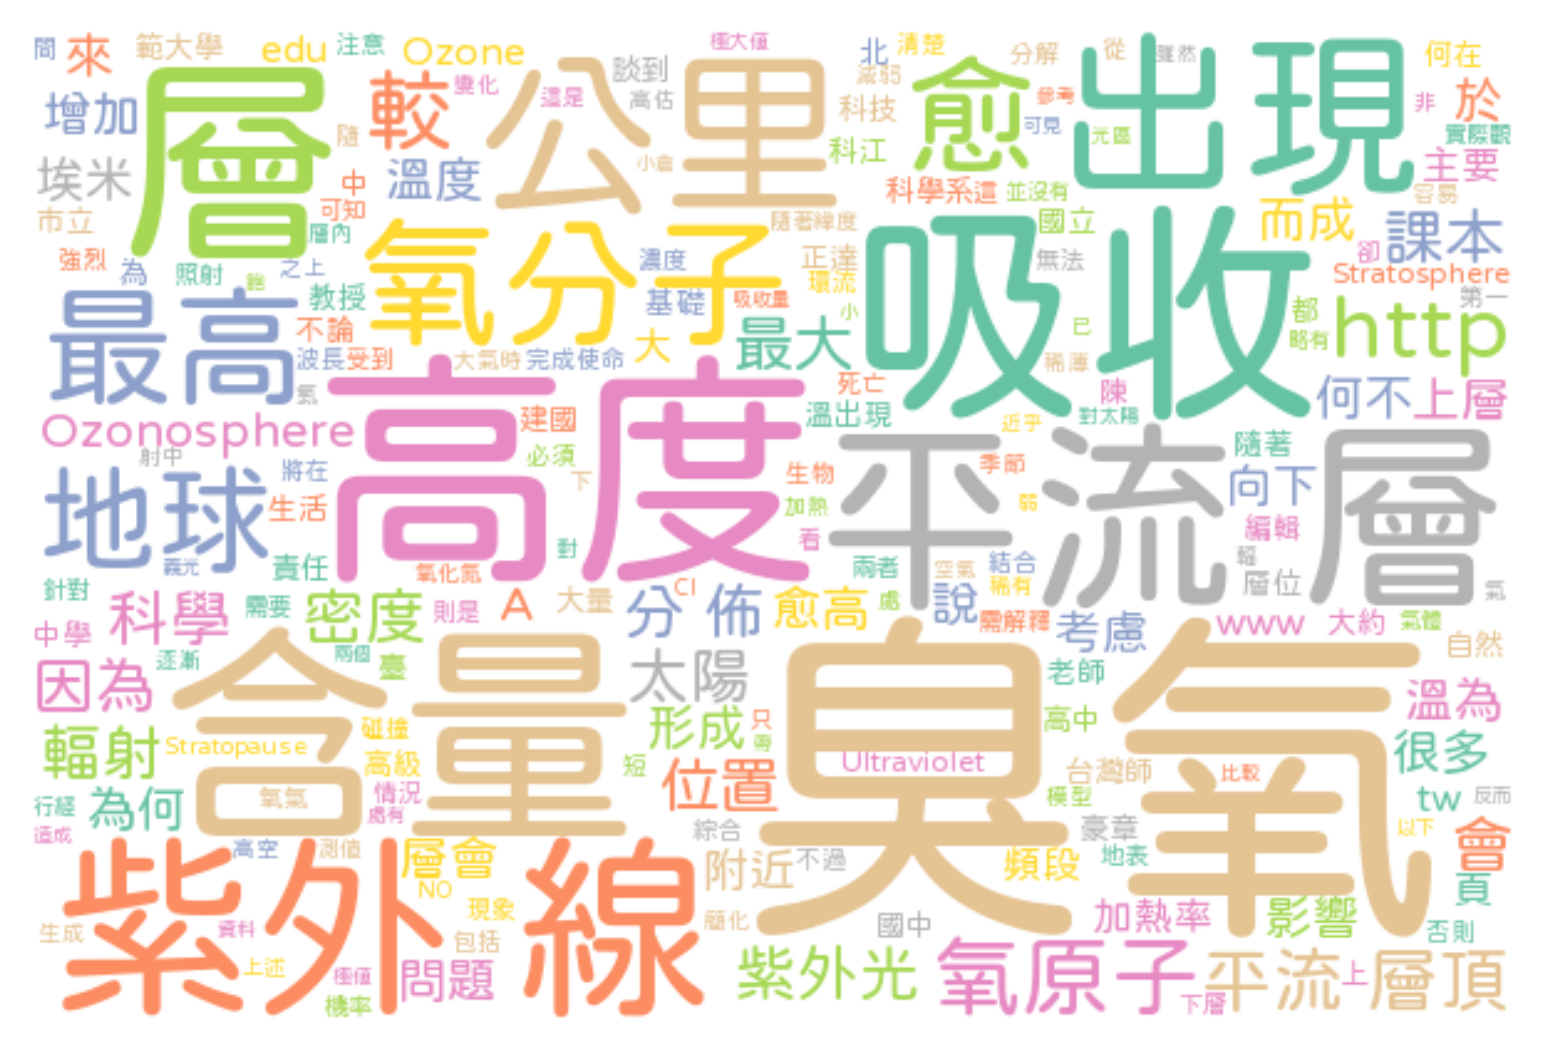 問 來 範大學 edu 注意 Ozone 極大值 北 清楚 分解 從 雖然 何在
增加 層 較 變化 公里 談到 這是 高估 減弱 科技 愈 參考 可見 出現 光區 非 於 實際觀
埃米 隨 溫度 小倉 科江 科學系這 並沒有 主要 容易
市立 中 可知 層內 隨著緯度 國立 而成 課本
強烈 為 照射 之上 氧分子 濃度 正達 吸收 無法 卻 Stratosphere
最高 教授 基礎 吸收量 環流 小 都 http 第一
不論 波長 受到 大氣時 完成使命 大 最大 已 稀薄 略有
氮 高度 死亡 陳 何不 上層
Ozonosphere 建國 溫出現 近乎 對太陽
射中 將在 必須 平流層 隨著
地球 生活 下 生物 加熱 季節 弱 向下
義光 責任 對 看 兩者 空氣 結合 編輯 輻
針對 氧化氮 大量 CI 處 稀有 層位 氣
中學 科學 需要 密度 則是 A 分佈 愈高 說 需解釋 考慮 www 大約 氣體
因為 逐漸 兩個 臺 含量 太陽 臭氧 老師 自然
輻射 Stratopause 碰撞 形成 只 需 高中 溫為
高級 短 Ultraviolet 台灣師 比較 很多
行經 為何 氧氣 情況 處有 位置 模型 tw 反而
造成 綜合 豪章 以下 會
紫外線 高空 測值 層會 附近 不過 頻段 地表 頁
NO 現象 簡化 國中 加熱率 影響 否則
生成 資料 包括
上述 極值 問題 紫外光 氧原子 平流 上 層頂
機率 下層